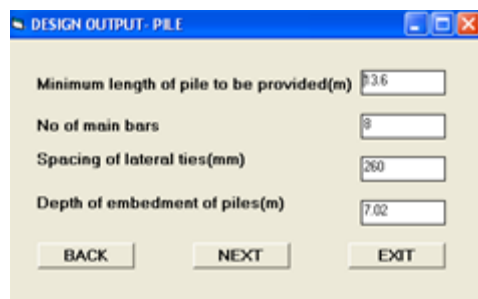 DESIGN OUTPUT- PILE
Minimum length of pile to be provided(m) 13.6
No of main bars 8
Spacing of lateral ties(mm) 260
Depth of embedment of piles(m) 7.02
BACK NEXT EXIT